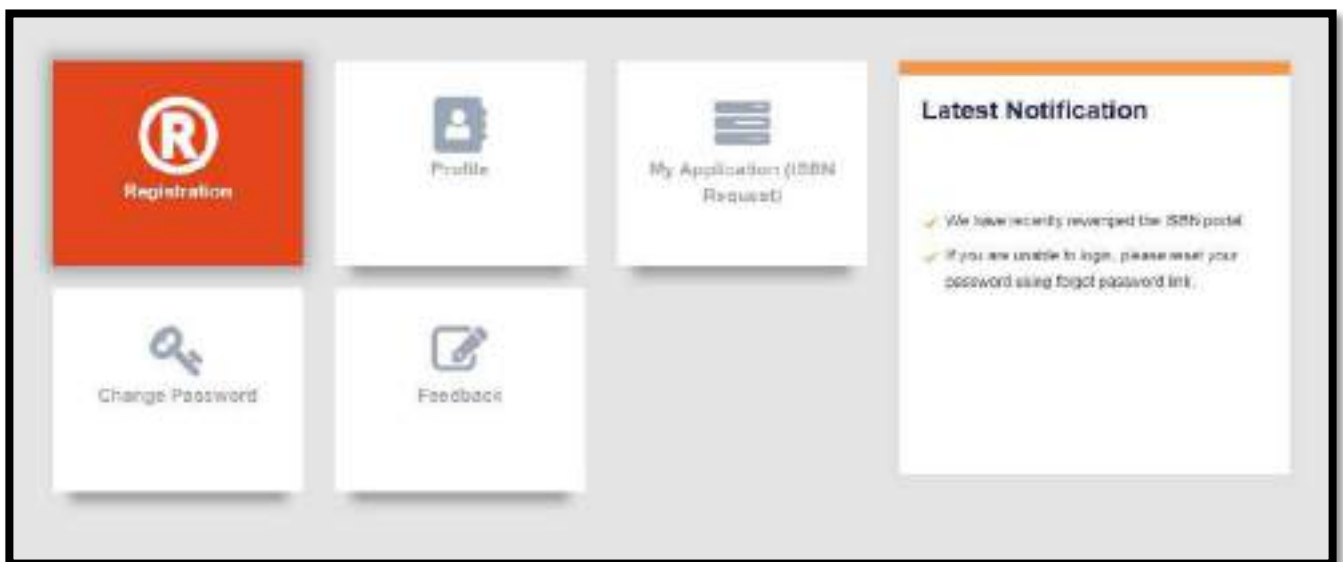 R
Registration
Profile
My Application (ISBN
Request)
Change Password
Feedback
Latest Notification
We have recently revamped the ISBN portal
If you are unable to login, please reset your
password using forgot password link.